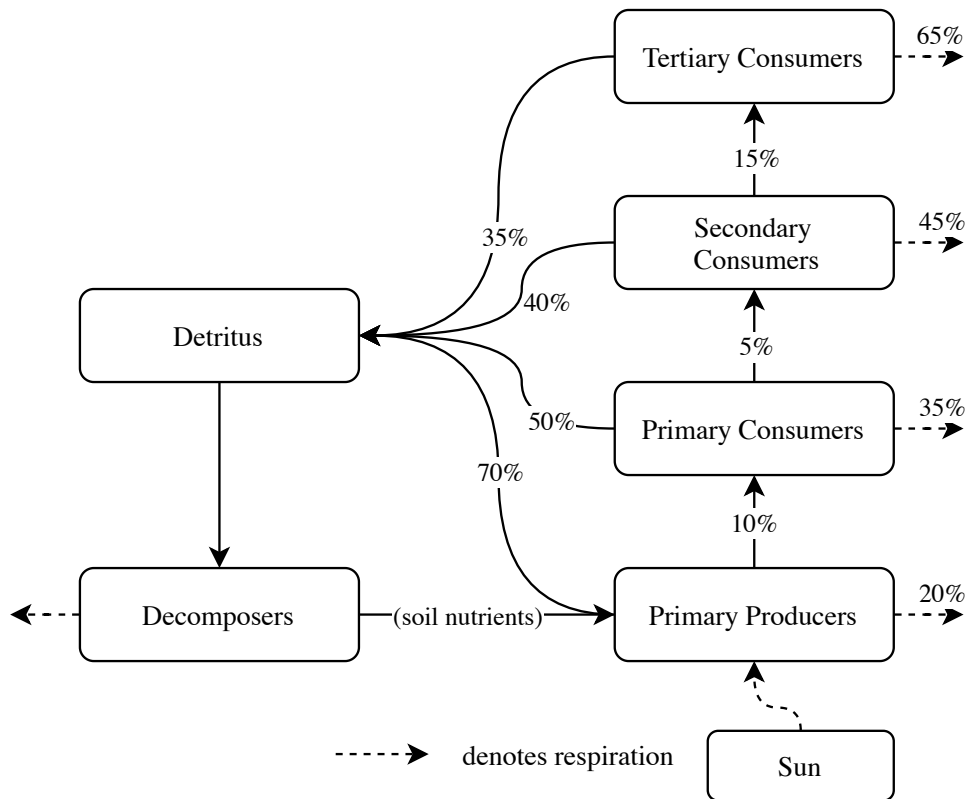 65%
Tertiary Consumers
15%
45%
Secondary
Consumers
35%
40%
Detritus
5%
35%
50%
Primary Consumers
70%
10%
20%
Decomposers
(soil nutrients)
Primary Producers
denotes respiration
Sun